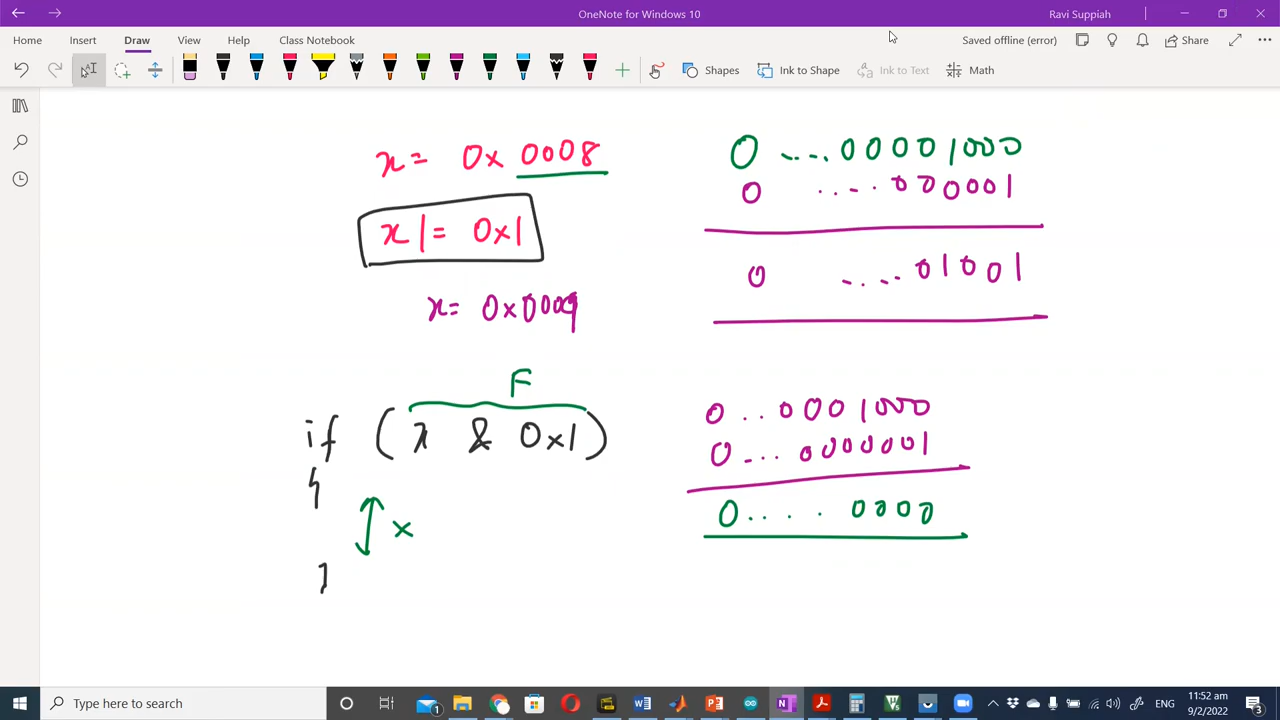 OneNote for Windows 10
Ravi Suppiah
Home Insert Draw View Help Class Notebook
Saved offline (error)
Share
Shapes
Ink to Shape
Ink to Text
Math
x = 0x 0008
x |= 0x1
x = 0x0009
0 ....00001000
0 .....000001
0 .....01001
F
if (x & 0x1)
{
x
}
0 ..0001000
0 ...0000001
0.... 0000
Type here to search
1
ENG
11:52 am
9/2/2022
3